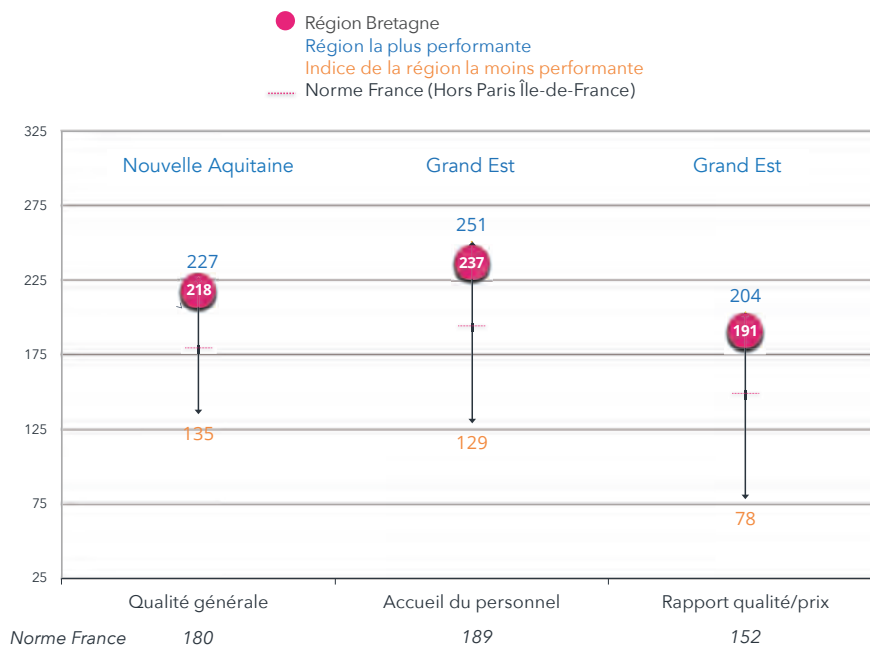 Région Bretagne
Région la plus performante
Indice de la région la moins performante
Norme France (Hors Paris Île-de-France)
325
Nouvelle Aquitaine Grand Est Grand Est
275
251
227 237
225
218 204
191
175
135 129
125
75
78
25
Qualité générale Accueil du personnel Rapport qualité/prix
Norme France 180 189 152